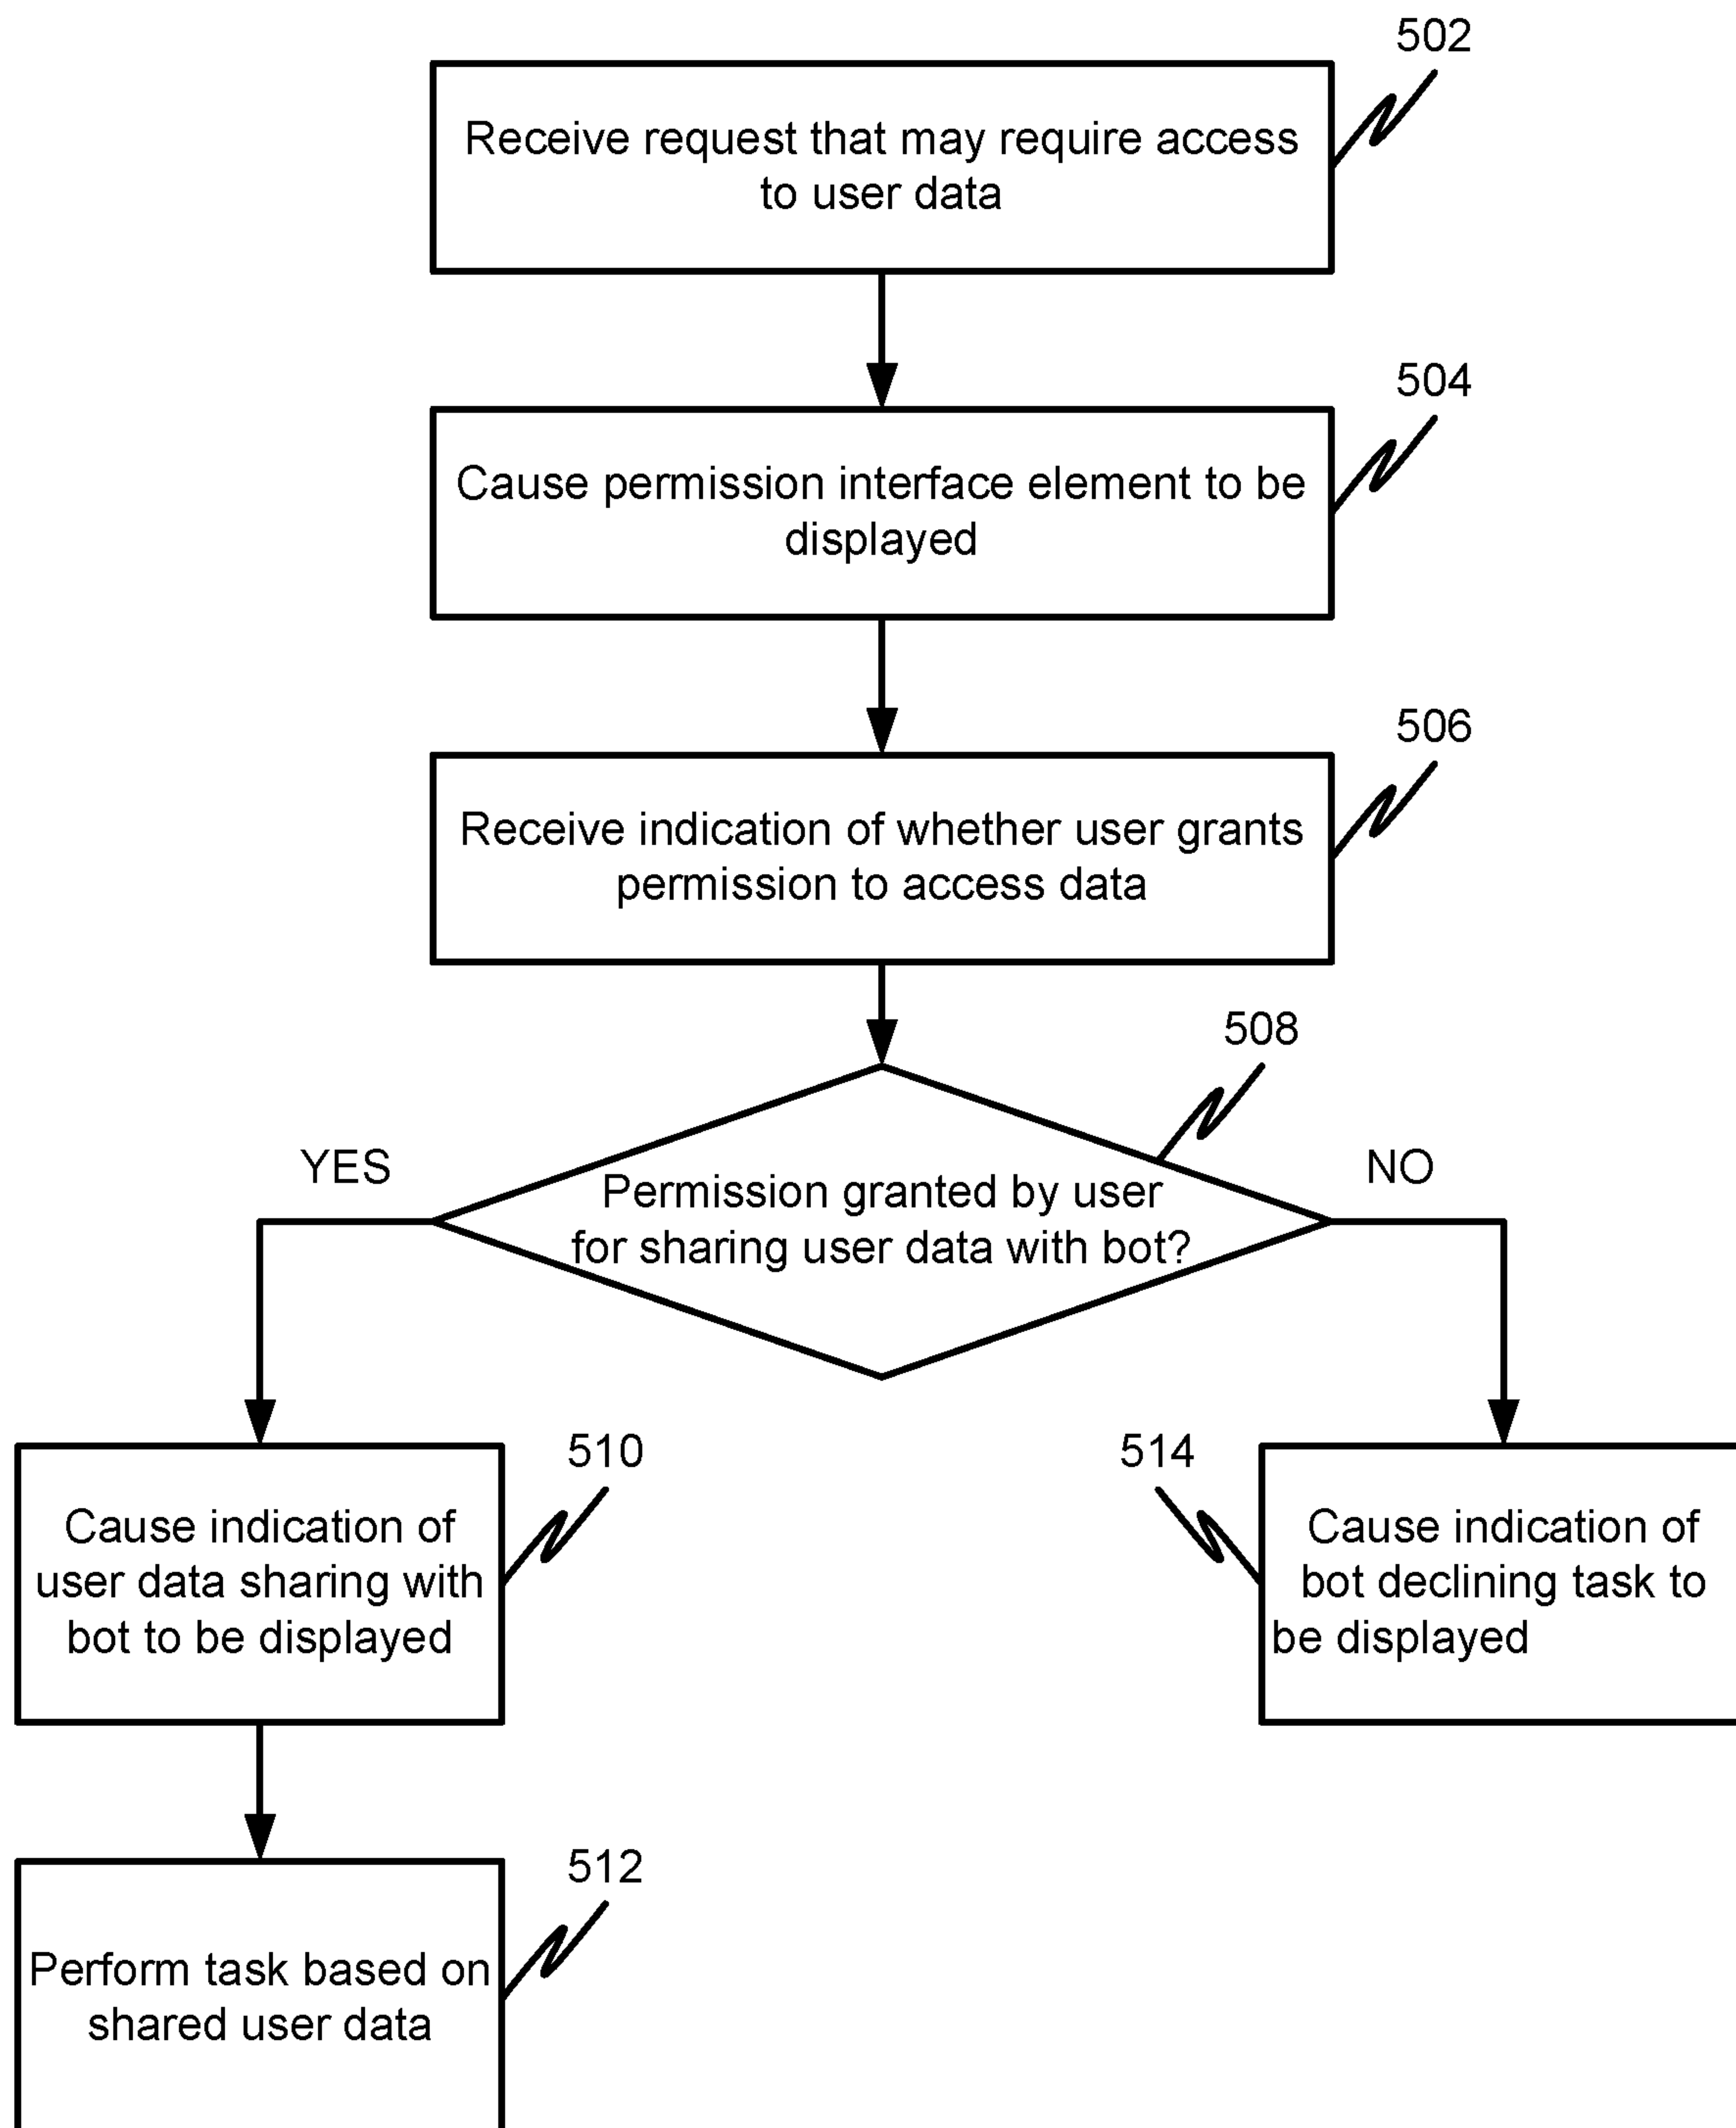 502
Receive request that may require access
to user data
504
Cause permission interface element to be
displayed
506
Receive indication of whether user grants
permission to access data
508
YES
NO
Permission granted by user
for sharing user data with bot?
510
514
Cause indication of
user data sharing with
bot to be displayed
Cause indication of
bot declining task to
be displayed
512
Perform task based on
shared user data